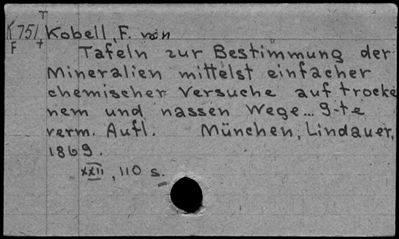 K751 Kobell, F. von
F Tafeln zur Bestimmung der
Mineralien mittelst einfacher
chemischer Versuche auf trocke
nem und nassen Wege... 9-te
verm. Aufl. München, Lindauer,
1869.
XXII, 110 s.